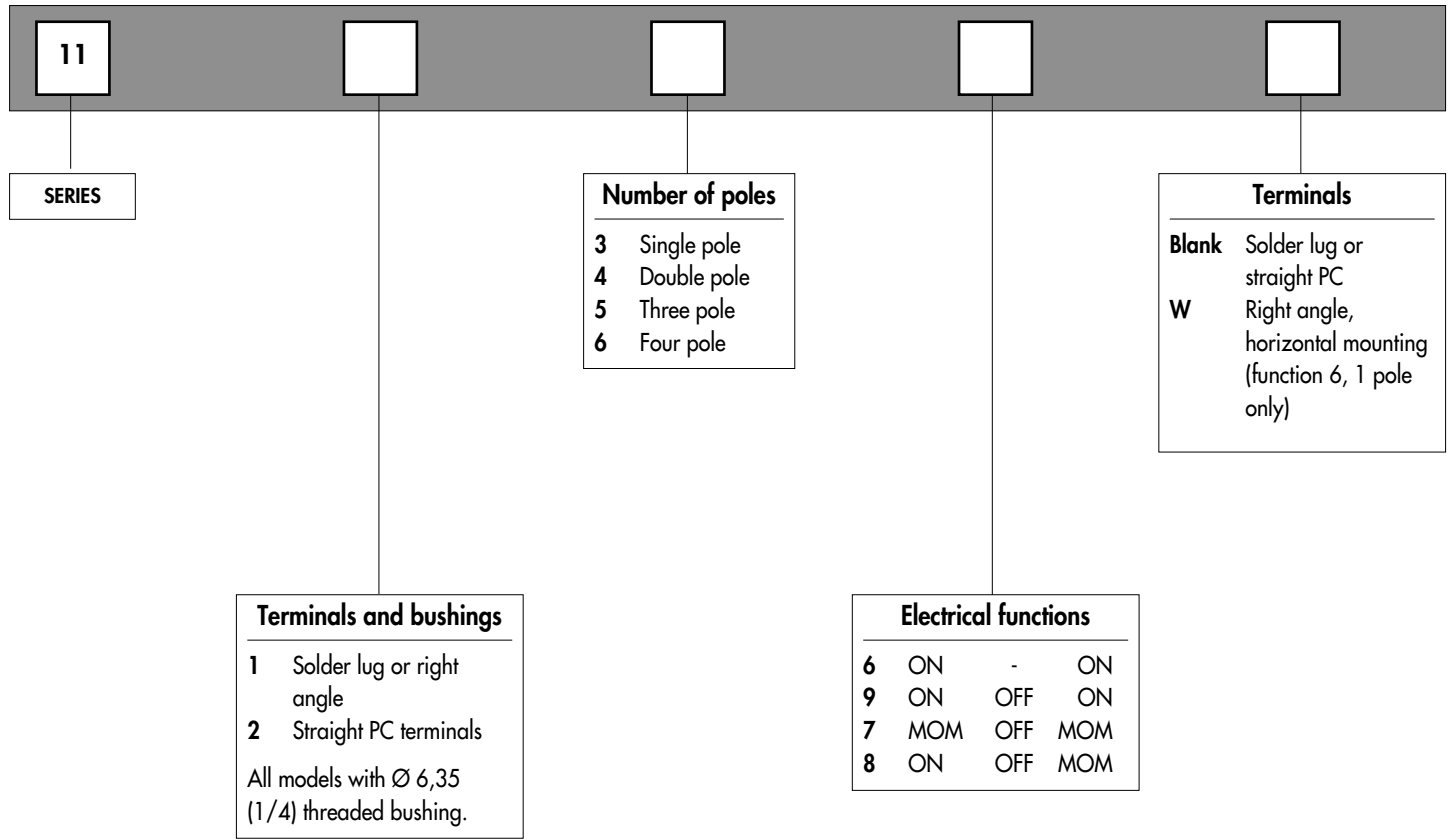 11
SERIES
Number of poles
3 Single pole
4 Double pole
5 Three pole
6 Four pole
Terminals
Blank Solder lug or
straight PC
W Right angle,
horizontal mounting
(function 6, 1 pole
only)
Terminals and bushings
1 Solder lug or right
angle
2 Straight PC terminals
All models with Ø 6,35
(1/4) threaded bushing.
Electrical functions
6 ON - ON
9 ON OFF ON
7 MOM OFF MOM
8 ON OFF MOM